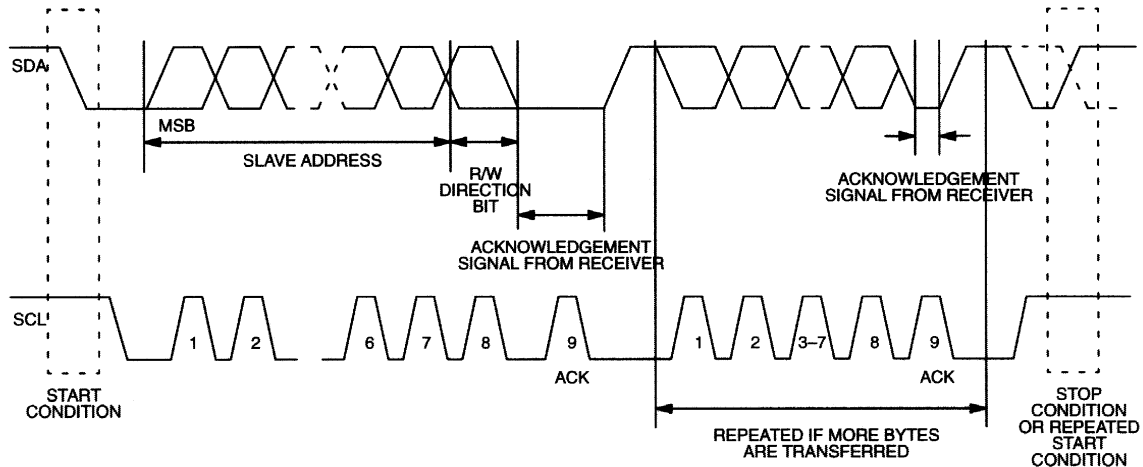 SDA
MSB
SLAVE ADDRESS
R/W
DIRECTION
BIT
ACKNOWLEDGEMENT
SIGNAL FROM RECEIVER
ACKNOWLEDGEMENT
SIGNAL FROM RECEIVER
SCL
1 2 6 7 8 9 1 2 3–7 8 9
ACK ACK
START
CONDITION
REPEATED IF MORE BYTES
ARE TRANSFERRED
STOP
CONDITION
OR REPEATED
START
CONDITION